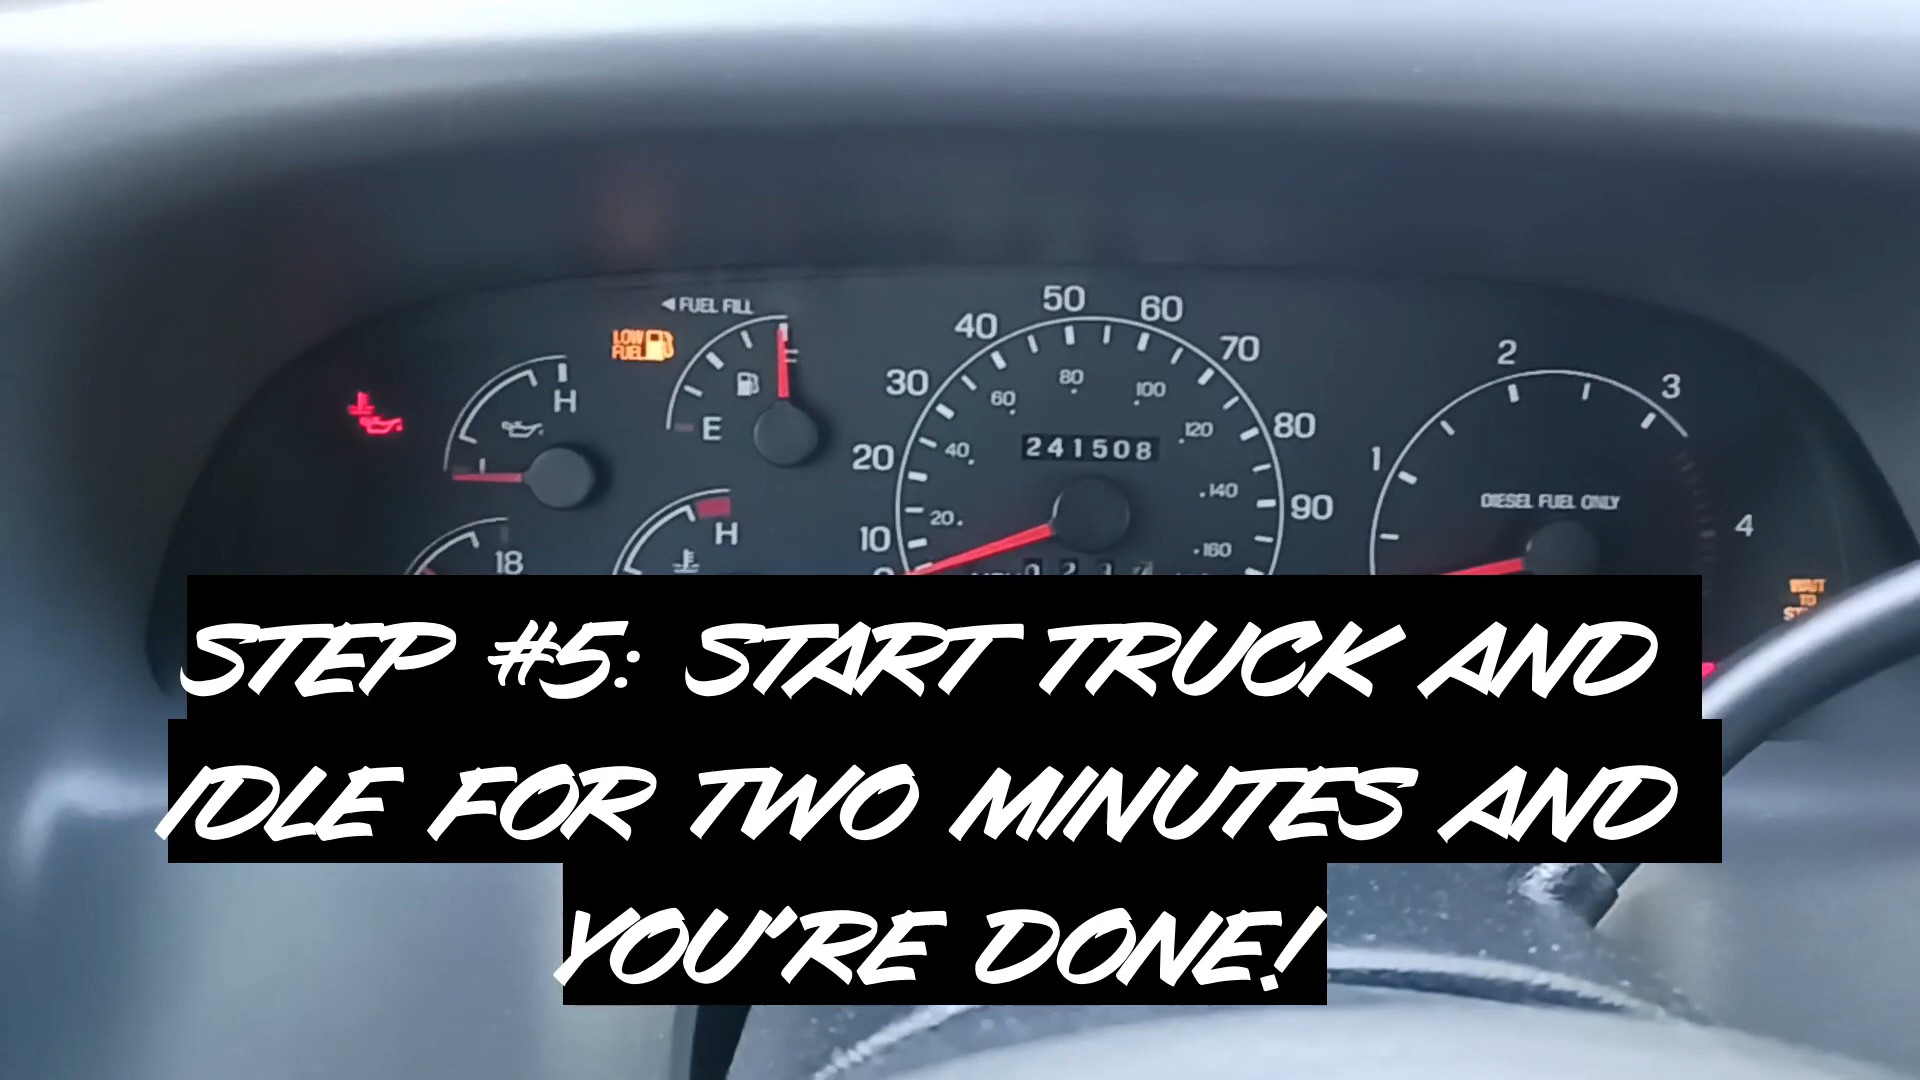 ◄ FUEL FILL
LOW
FUEL
H
E
18
H
10
20
30
40
50
60
70
80
90
20
40
60
80
100
120
140
160
241508
1
2
3
4
DIESEL FUEL ONLY
WAIT
TO
STEP #5: START TRUCK AND
IDLE FOR TWO MINUTES AND
YOU'RE DONE!